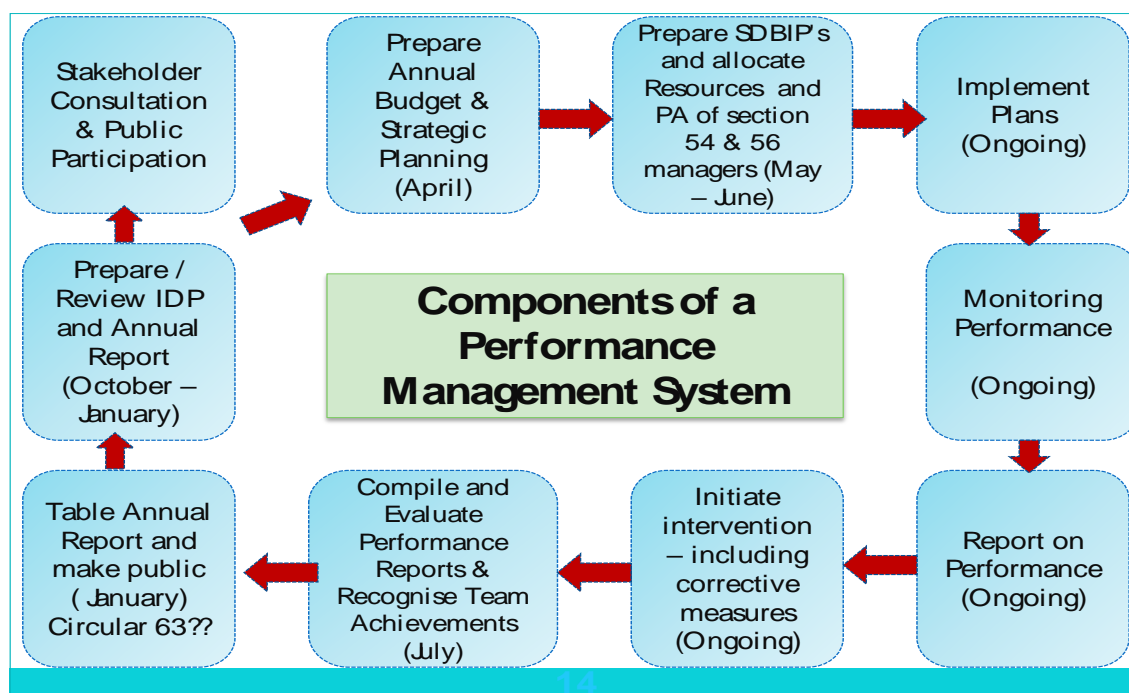 Stakeholder
Consultation
& Public
Participation
Prepare
Annual
Budget &
Strategic
Planning
(April)
Prepare SDBIP's
and allocate
Resources and
PA of section
54 & 56
managers (May
– June)
Implement
Plans
(Ongoing)
Prepare /
Review IDP
and Annual
Report
(October –
January)
Components of a
Performance
Management System
Monitoring
Performance
(Ongoing)
Table Annual
Report and
make public
( January)
Circular 63??
Compile and
Evaluate
Performance
Reports &
Recognise Team
Achievements
(July)
Initiate
intervention
– including
corrective
measures
(Ongoing)
Report on
Performance
(Ongoing)
14